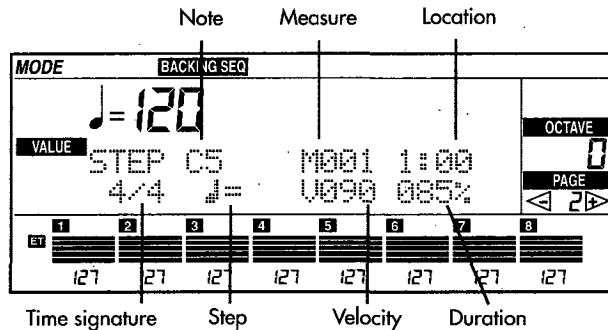 Note Measure Location
MODE BACKING SEQ
♩=120
OCTAVE
0
VALUE
STEP C5 M001 1:00
PAGE
4/4 ♬= V090 085% - 2 +
1 2 3 4 5 6 7 8
ET
127 127 127 127 127 127 127 127
Time signature Step Velocity Duration